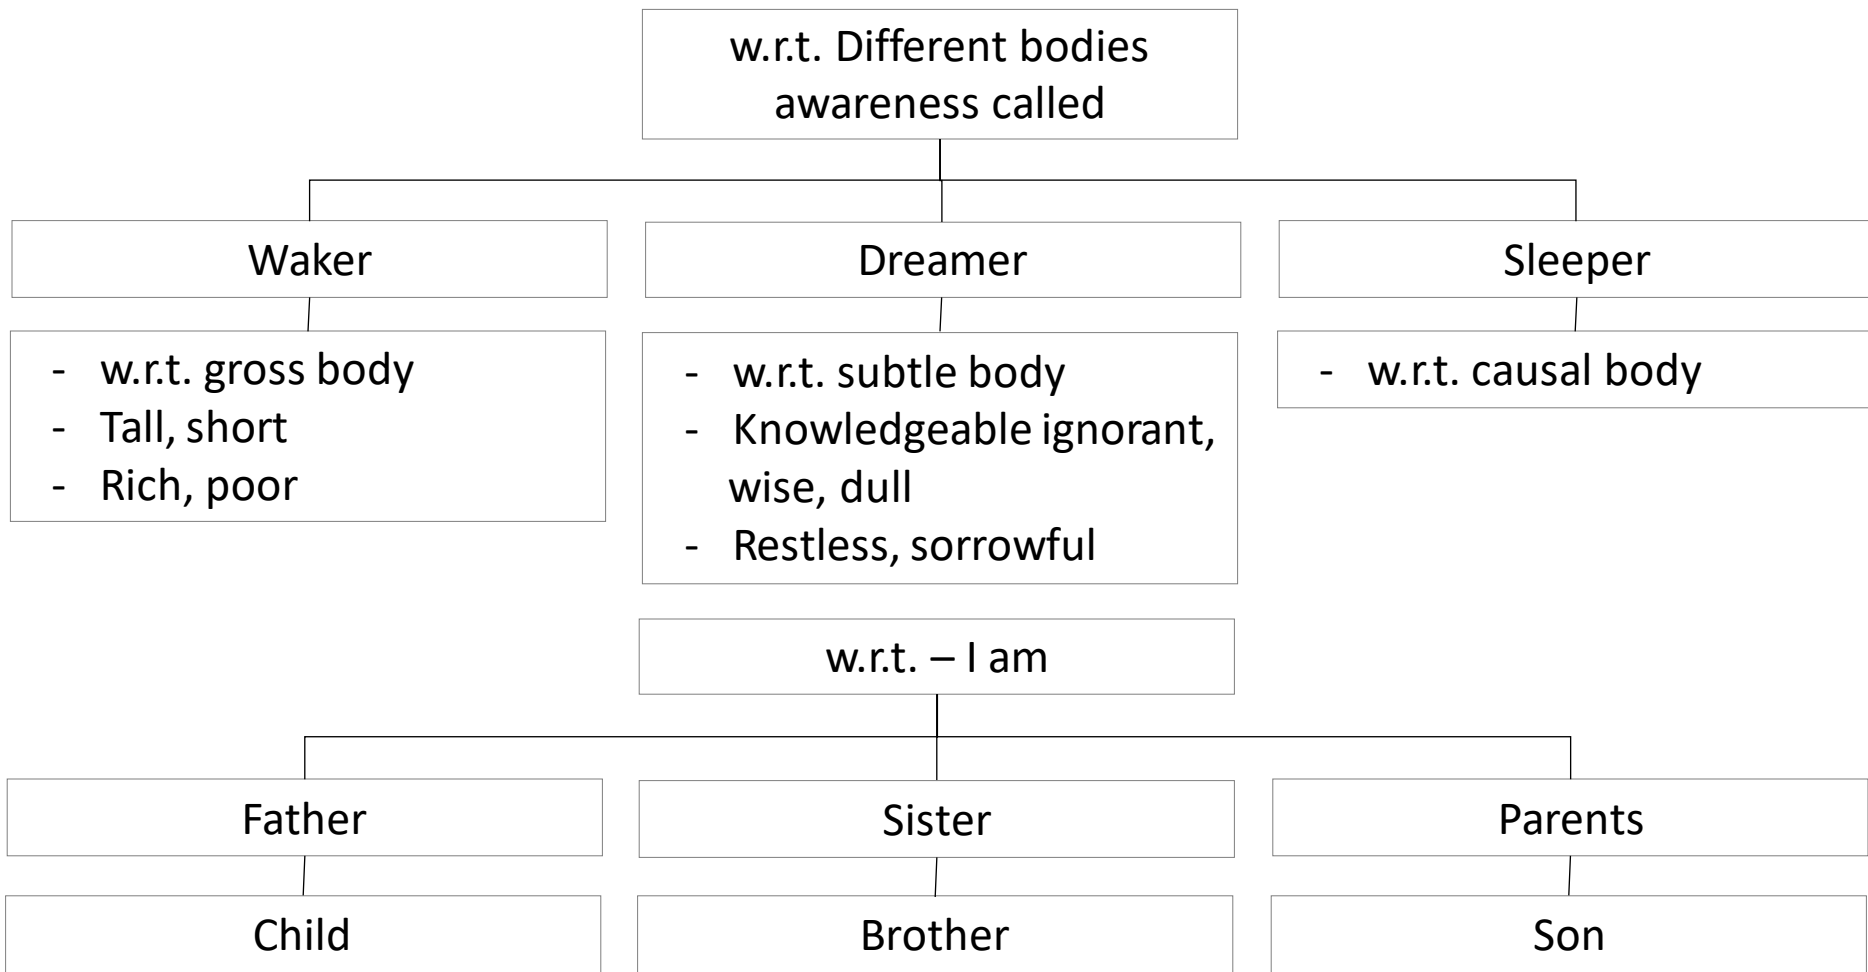 w.r.t. Different bodies
awareness called
Waker
Dreamer
Sleeper
- w.r.t. gross body
- Tall, short
- Rich, poor
- w.r.t. subtle body
- Knowledgeable ignorant,
wise, dull
- Restless, sorrowful
- w.r.t. causal body
w.r.t. – I am
Father
Sister
Parents
Child
Brother
Son